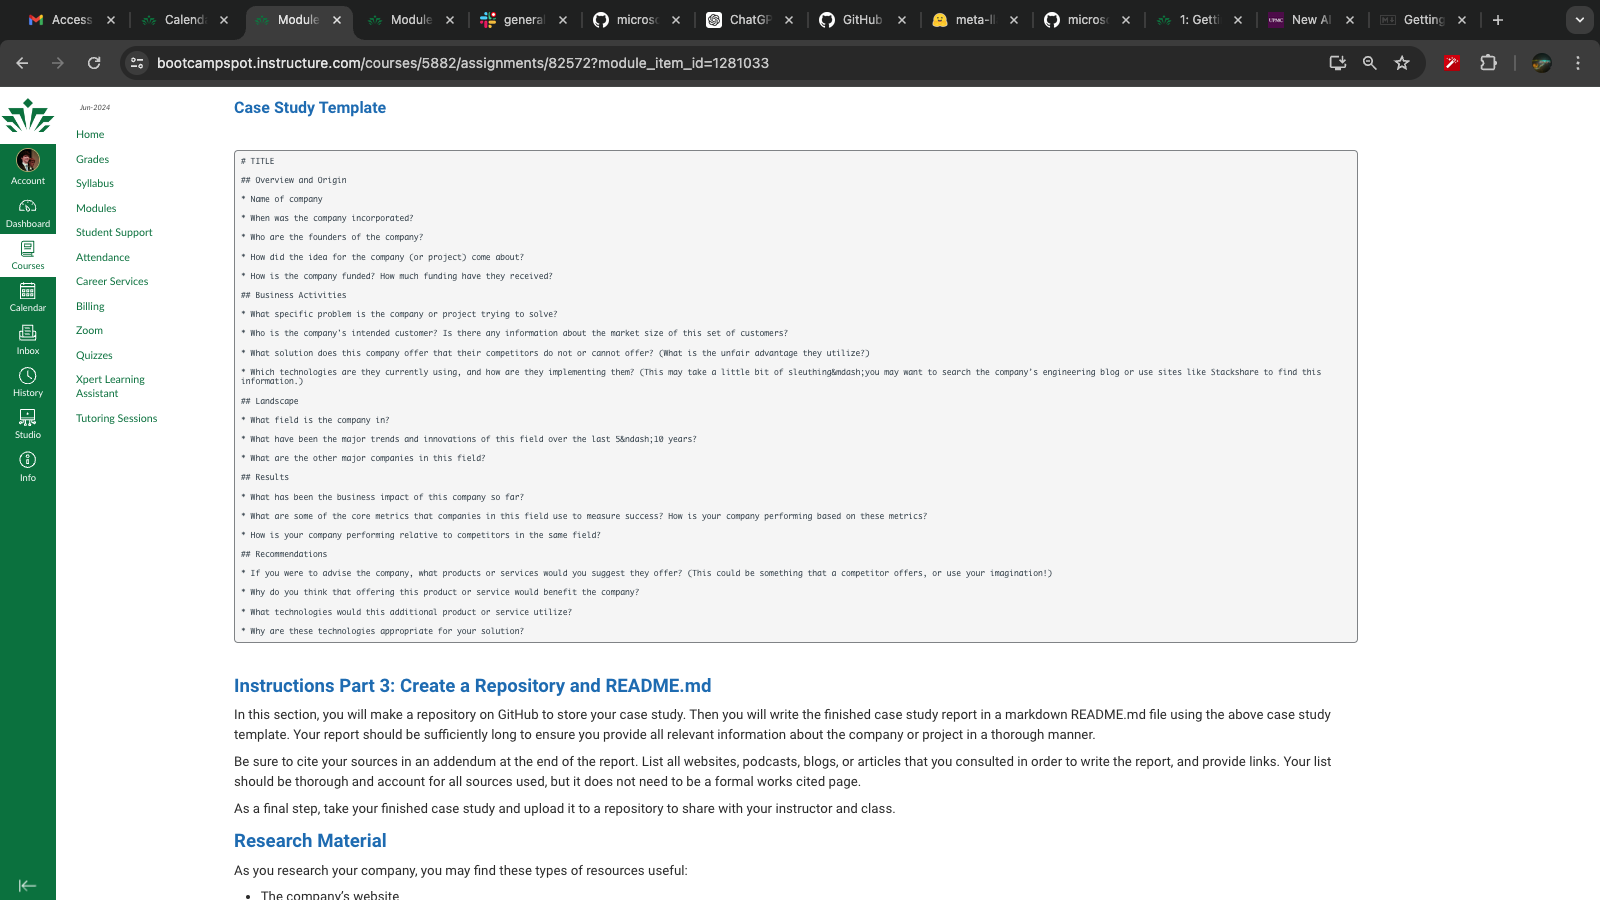 Access
Calend
Module
Module
general
micros
ChatGP
GitHub
meta-ll
micros
1: Getti
New AI
Getting
bootcampspot.instructure.com/courses/5882/assignments/82572?module_item_id=1281033
Account
Dashboard
Courses
Calendar
Inbox
History
Studio
Info
Jun-2024
Home
Grades
Syllabus
Modules
Student Support
Attendance
Career Services
Billing
Zoom
Quizzes
Xpert Learning
Assistant
Tutoring Sessions
Case Study Template
# TITLE
## Overview and Origin
* Name of company
* When was the company incorporated?
* Who are the founders of the company?
* How did the idea for the company (or project) come about?
* How is the company funded? How much funding have they received?
## Business Activities
* What specific problem is the company or project trying to solve?
* Who is the company's intended customer? Is there any information about the market size of this set of customers?
* What solution does this company offer that their competitors do not or cannot offer? (What is the unfair advantage they utilize?)
* Which technologies are they currently using, and how are they implementing them? (This may take a little bit of sleuthing&mdash;you may want to search the company's engineering blog or use sites like Stackshare to find this
information.)
## Landscape
* What field is the company in?
* What have been the major trends and innovations of this field over the last 5&ndash;10 years?
* What are the other major companies in this field?
## Results
* What has been the business impact of this company so far?
* What are some of the core metrics that companies in this field use to measure success? How is your company performing based on these metrics?
* How is your company performing relative to competitors in the same field?
## Recommendations
* If you were to advise the company, what products or services would you suggest they offer? (This could be something that a competitor offers, or use your imagination!)
* Why do you think that offering this product or service would benefit the company?
* What technologies would this additional product or service utilize?
* Why are these technologies appropriate for your solution?
Instructions Part 3: Create a Repository and README.md
In this section, you will make a repository on GitHub to store your case study. Then you will write the finished case study report in a markdown README.md file using the above case study
template. Your report should be sufficiently long to ensure you provide all relevant information about the company or project in a thorough manner.
Be sure to cite your sources in an addendum at the end of the report. List all websites, podcasts, blogs, or articles that you consulted in order to write the report, and provide links. Your list
should be thorough and account for all sources used, but it does not need to be a formal works cited page.
As a final step, take your finished case study and upload it to a repository to share with your instructor and class.
Research Material
As you research your company, you may find these types of resources useful:
• The company's website